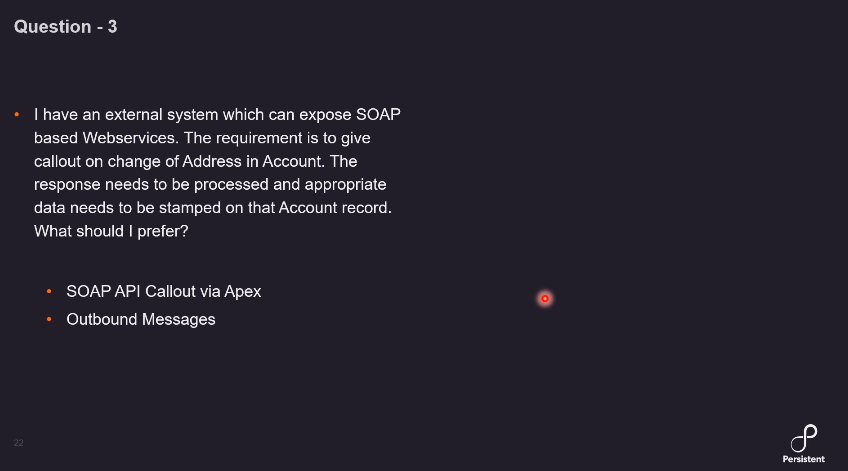 Question - 3
• I have an external system which can expose SOAP
based Webservices. The requirement is to give
callout on change of Address in Account. The
response needs to be processed and appropriate
data needs to be stamped on that Account record.
What should I prefer?
• SOAP API Callout via Apex
• Outbound Messages
22
Persistent